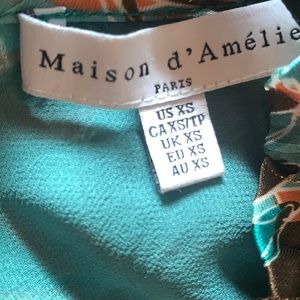 Maison d'Amélie
PARIS
US XS
CA XS/TP
UK XS
EU XS
AU XS